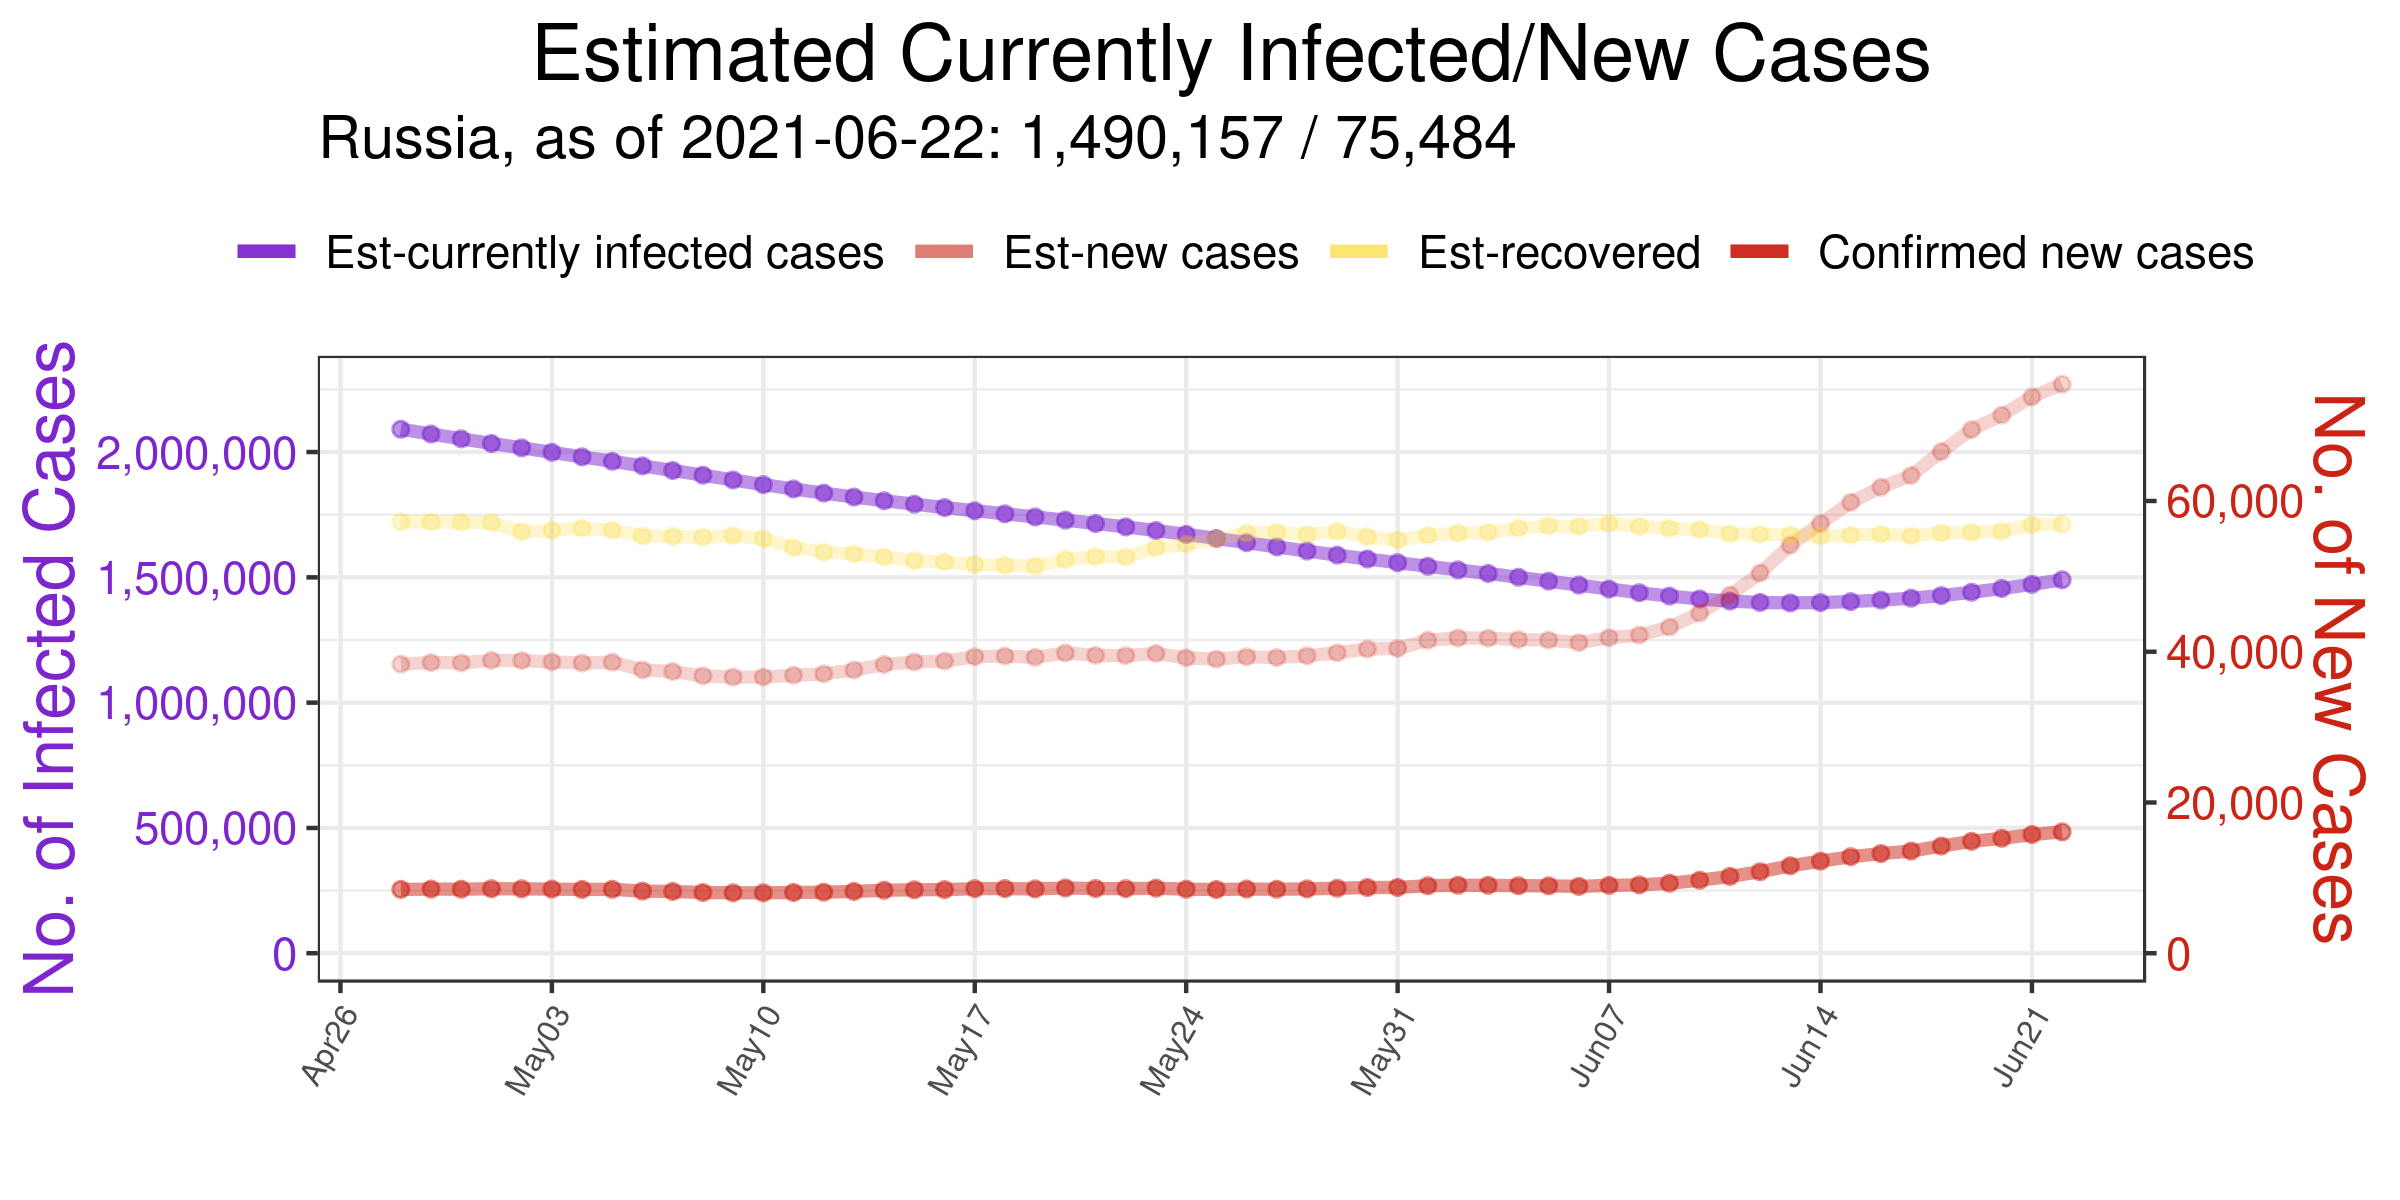 Estimated Currently Infected/New Cases
Russia, as of 2021-06-22: 1,490,157 / 75,484
Est-currently infected cases Est-new cases Est-recovered Confirmed new cases
No. of Infected Cases
2,000,000
1,500,000
1,000,000
500,000
0
60,000
40,000
20,000
0
No. of New Cases
Apr26 May03 May10 May17 May24 May31 Jun07 Jun14 Jun21